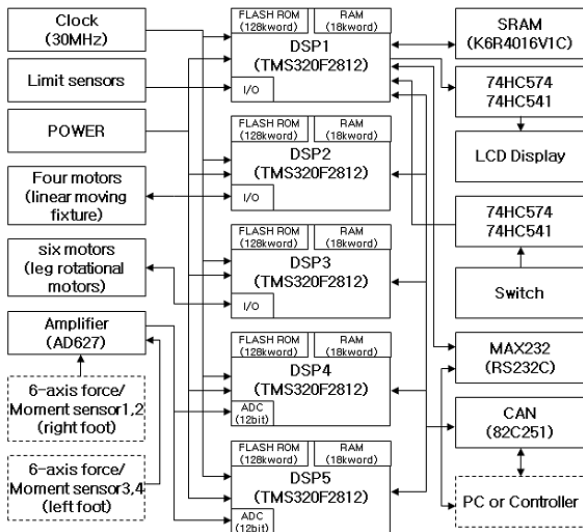 Clock
(30MHz)
Limit sensors
POWER
Four motors
(linear moving
fixture)
six motors
(leg rotational
motors)
Amplifier
(AD627)
6-axis force/
Moment sensor1,2
(right foot)
6-axis force/
Moment sensor3,4
(left foot)
FLASH ROM
(128kword)
RAM
(18kword)
DSP1
(TMS320F2812)
I/O
FLASH ROM
(128kword)
RAM
(18kword)
DSP2
(TMS320F2812)
I/O
FLASH ROM
(128kword)
RAM
(18kword)
DSP3
(TMS320F2812)
I/O
FLASH ROM
(128kword)
RAM
(18kword)
DSP4
(TMS320F2812)
ADC
(12bit)
FLASH ROM
(128kword)
RAM
(18kword)
DSP5
(TMS320F2812)
ADC
(12bit)
SRAM
(K6R4016V1C)
74HC574
74HC541
LCD Display
74HC574
74HC541
Switch
MAX232
(RS232C)
CAN
(82C251)
PC or Controller